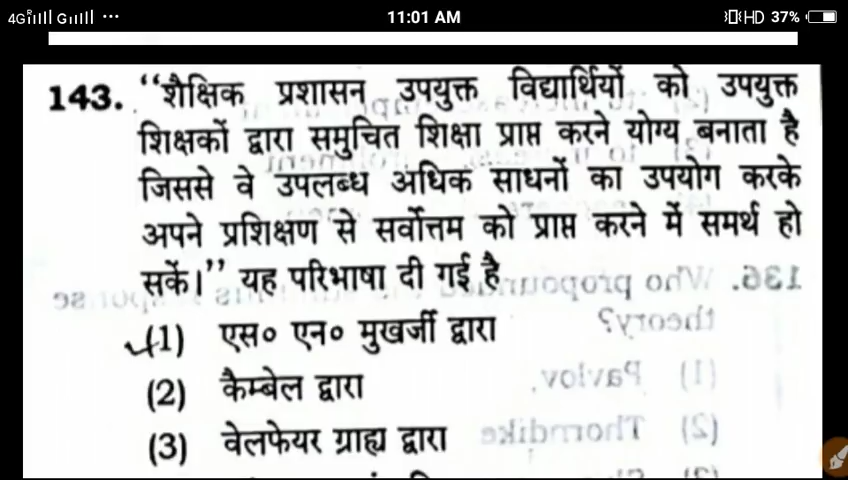 4G G ••• 11:01 AM HD 37%
143. ‘‘शैक्षिक प्रशासन उपयुक्त विद्यार्थियों को उपयुक्त
शिक्षकों द्वारा समुचित शिक्षा प्राप्त करने योग्य बनाता है
जिससे वे उपलब्ध अधिक साधनों का उपयोग करके
अपने प्रशिक्षण से सर्वोत्तम को प्राप्त करने में समर्थ हो
सकें।’’ यह परिभाषा दी गई है
(1) एस० एन० मुखर्जी द्वारा
(2) कैम्बेल द्वारा
(3) वेलफेयर ग्राह्य द्वारा